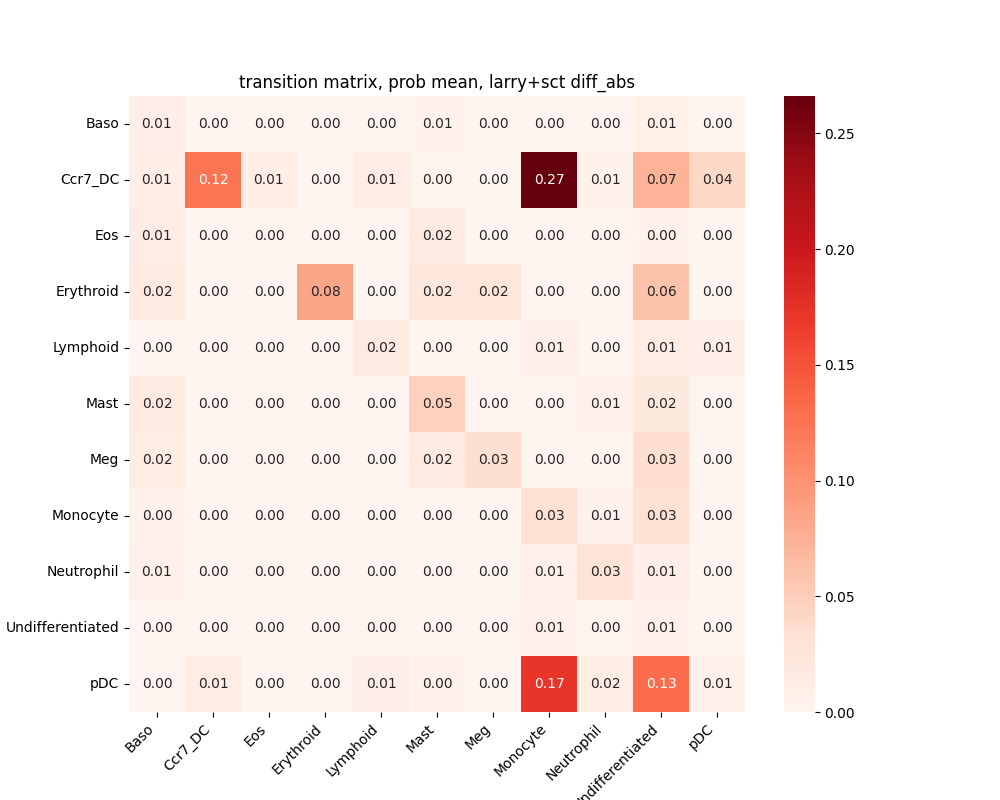 transition matrix, prob mean, larry+sct diff_abs
Baso 0.01 0.00 0.00 0.00 0.00 0.01 0.00 0.00 0.00 0.01 0.00
Ccr7_DC 0.01 0.12 0.01 0.00 0.01 0.00 0.00 0.27 0.01 0.07 0.04
Eos 0.01 0.00 0.00 0.00 0.00 0.02 0.00 0.00 0.00 0.00 0.00
Erythroid 0.02 0.00 0.00 0.08 0.00 0.02 0.02 0.00 0.00 0.06 0.00
Lymphoid 0.00 0.00 0.00 0.00 0.02 0.00 0.00 0.01 0.00 0.01 0.01
Mast 0.02 0.00 0.00 0.00 0.00 0.05 0.00 0.00 0.01 0.02 0.00
Meg 0.02 0.00 0.00 0.00 0.00 0.02 0.03 0.00 0.00 0.03 0.00
Monocyte 0.00 0.00 0.00 0.00 0.00 0.00 0.00 0.03 0.01 0.03 0.00
Neutrophil 0.01 0.00 0.00 0.00 0.00 0.00 0.00 0.01 0.03 0.01 0.00
Undifferentiated 0.00 0.00 0.00 0.00 0.00 0.00 0.00 0.01 0.00 0.01 0.00
pDC 0.00 0.01 0.00 0.00 0.01 0.00 0.00 0.17 0.02 0.13 0.01
Baso Ccr7_DC Eos Erythroid Lymphoid Mast Meg Monocyte Neutrophil ndifferentiated pDC
0.25
0.20
0.15
0.10
0.05
0.00